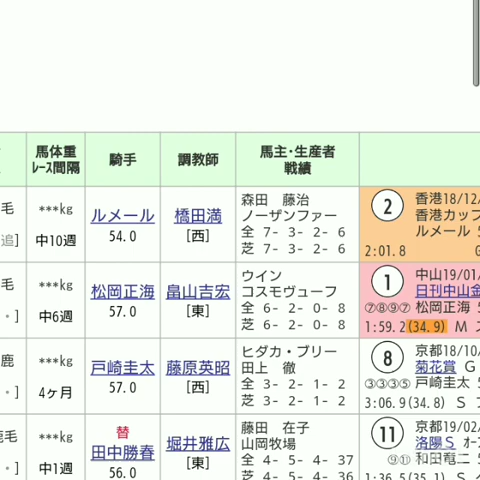 馬体重
ﾚｰｽ間隔
騎手
調教師
馬主・生産者
戦績
毛
追]
***kg
中10週
ルメール
54.0
橋田満
[西]
森田 藤治
ノーザンファー
全 7- 3- 2- 6
芝 7- 3- 2- 6
2
香港18/12/
香港カップ
ルメール
2:01.8
毛
・]
***kg
中6週
松岡正海
57.0
畠山吉宏
[東]
ウイン
コスモヴューフ
全 6- 2- 0- 8
芝 6- 2- 0- 8
1
中山19/01/
日刊中山金
⑦⑧⑨⑦ 松岡正海
1:59.2(34.9) M
鹿
・]
***kg
4ヶ月
戸崎圭太
57.0
藤原英昭
[西]
ヒダカ・ブリー
田上 徹
全 3- 2- 1- 2
芝 3- 2- 1- 2
8
京都18/10/
菊花賞 G
③③③⑤ 戸崎圭太
3:06.9(34.8) S
毛
・]
***kg
中1週
替
田中勝春
56.0
堀井雅広
[東]
藤田 在子
山岡牧場
全 4- 5- 4- 37
芝 4- 5- 4- 36
11
京都19/02/
洛陽S ｵｰﾌ
⑨⑪ 和田竜二
1:36.5(35.1) S